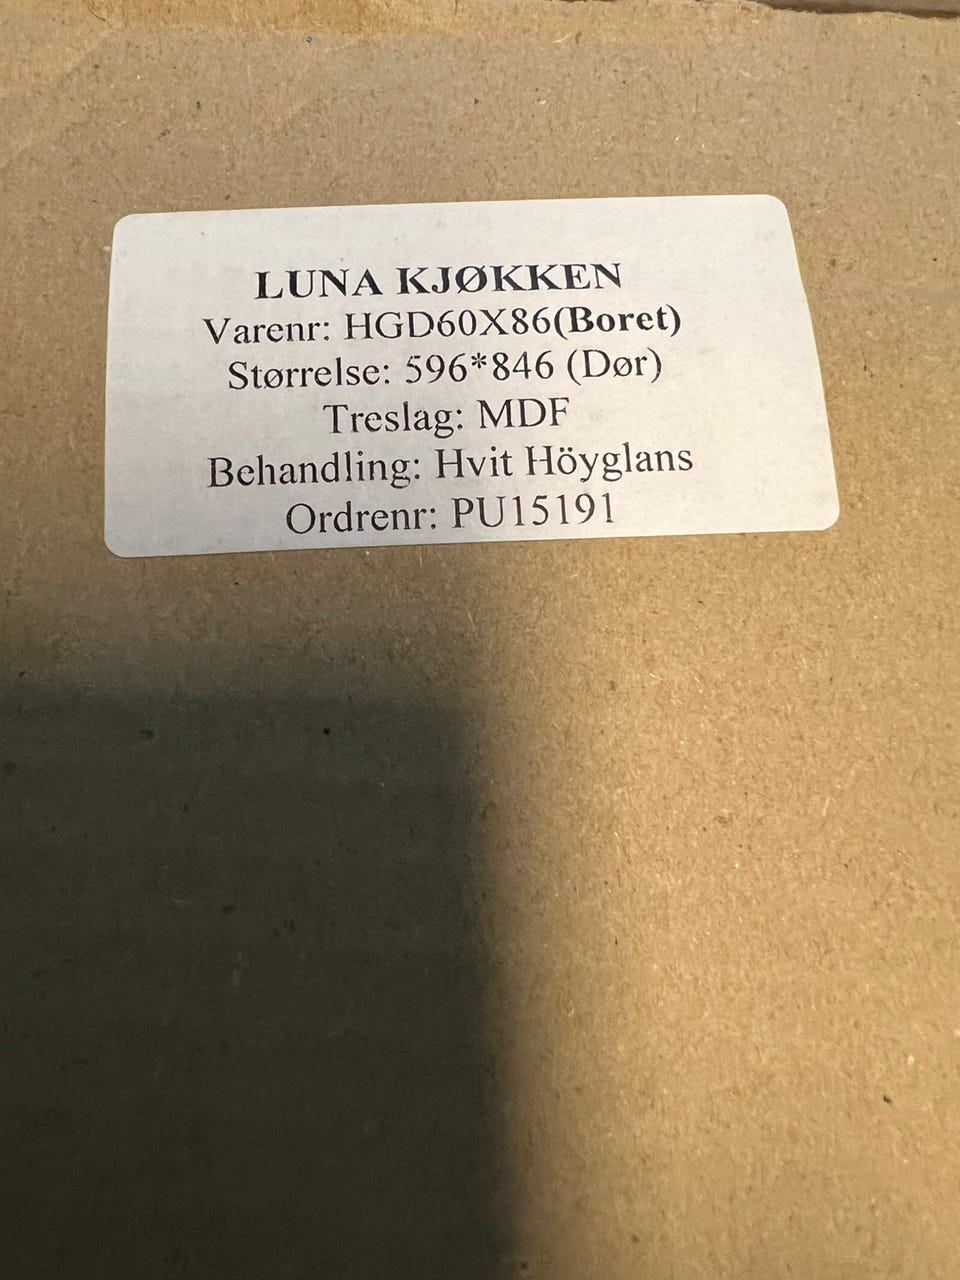 LUNA KJØKKEN
Varenr: HGD60X86(Boret)
Størrelse: 596*846 (Dør)
Treslag: MDF
Behandling: Hvit Höyglans
Ordrenr: PU15191